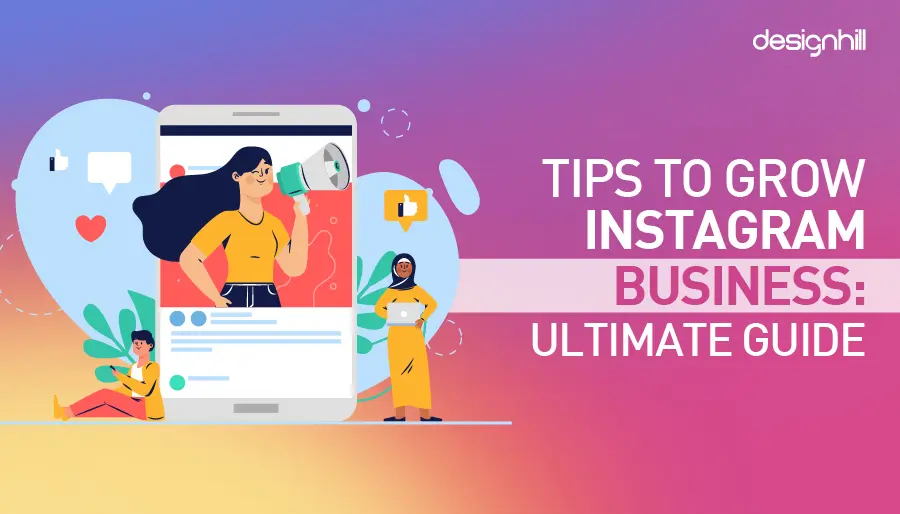 designhill
TIPS TO GROW
INSTAGRAM
BUSINESS:
ULTIMATE GUIDE